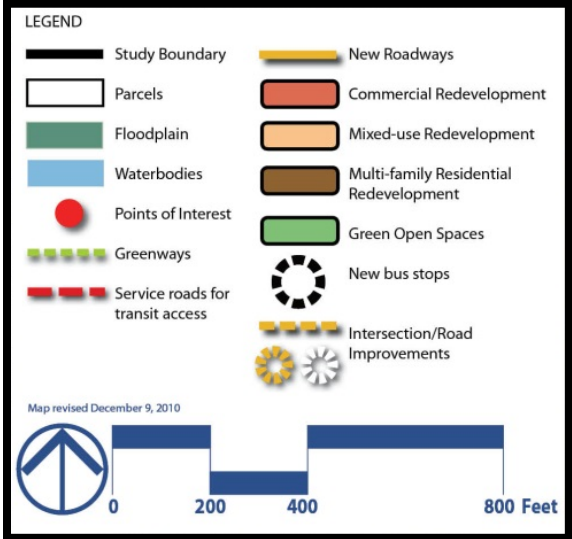 LEGEND
Study Boundary
Parcels
Floodplain
Waterbodies
Points of Interest
Greenways
Service roads for
transit access
New Roadways
Commercial Redevelopment
Mixed-use Redevelopment
Multi-family Residential
Redevelopment
Green Open Spaces
New bus stops
Intersection/Road
Improvements
Map revised December 9, 2010
0 200 400 800 Feet